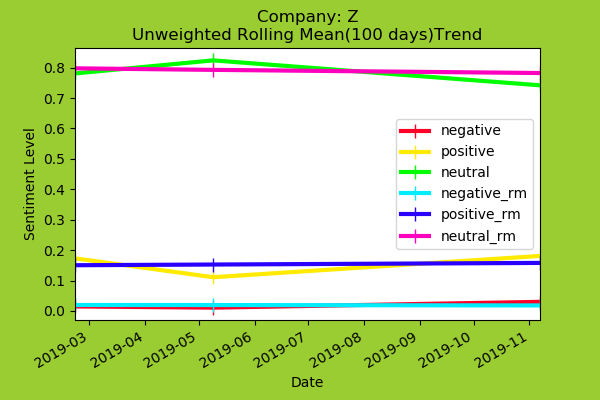 Company: Z
Unweighted Rolling Mean(100 days)Trend
Sentiment Level
0.8
0.7
0.6
0.5
0.4
0.3
0.2
0.1
0.0
negative
positive
neutral
negative_rm
positive_rm
neutral_rm
2019-03
2019-04
2019-05
2019-06
2019-07
2019-08
2019-09
2019-10
2019-11
Date